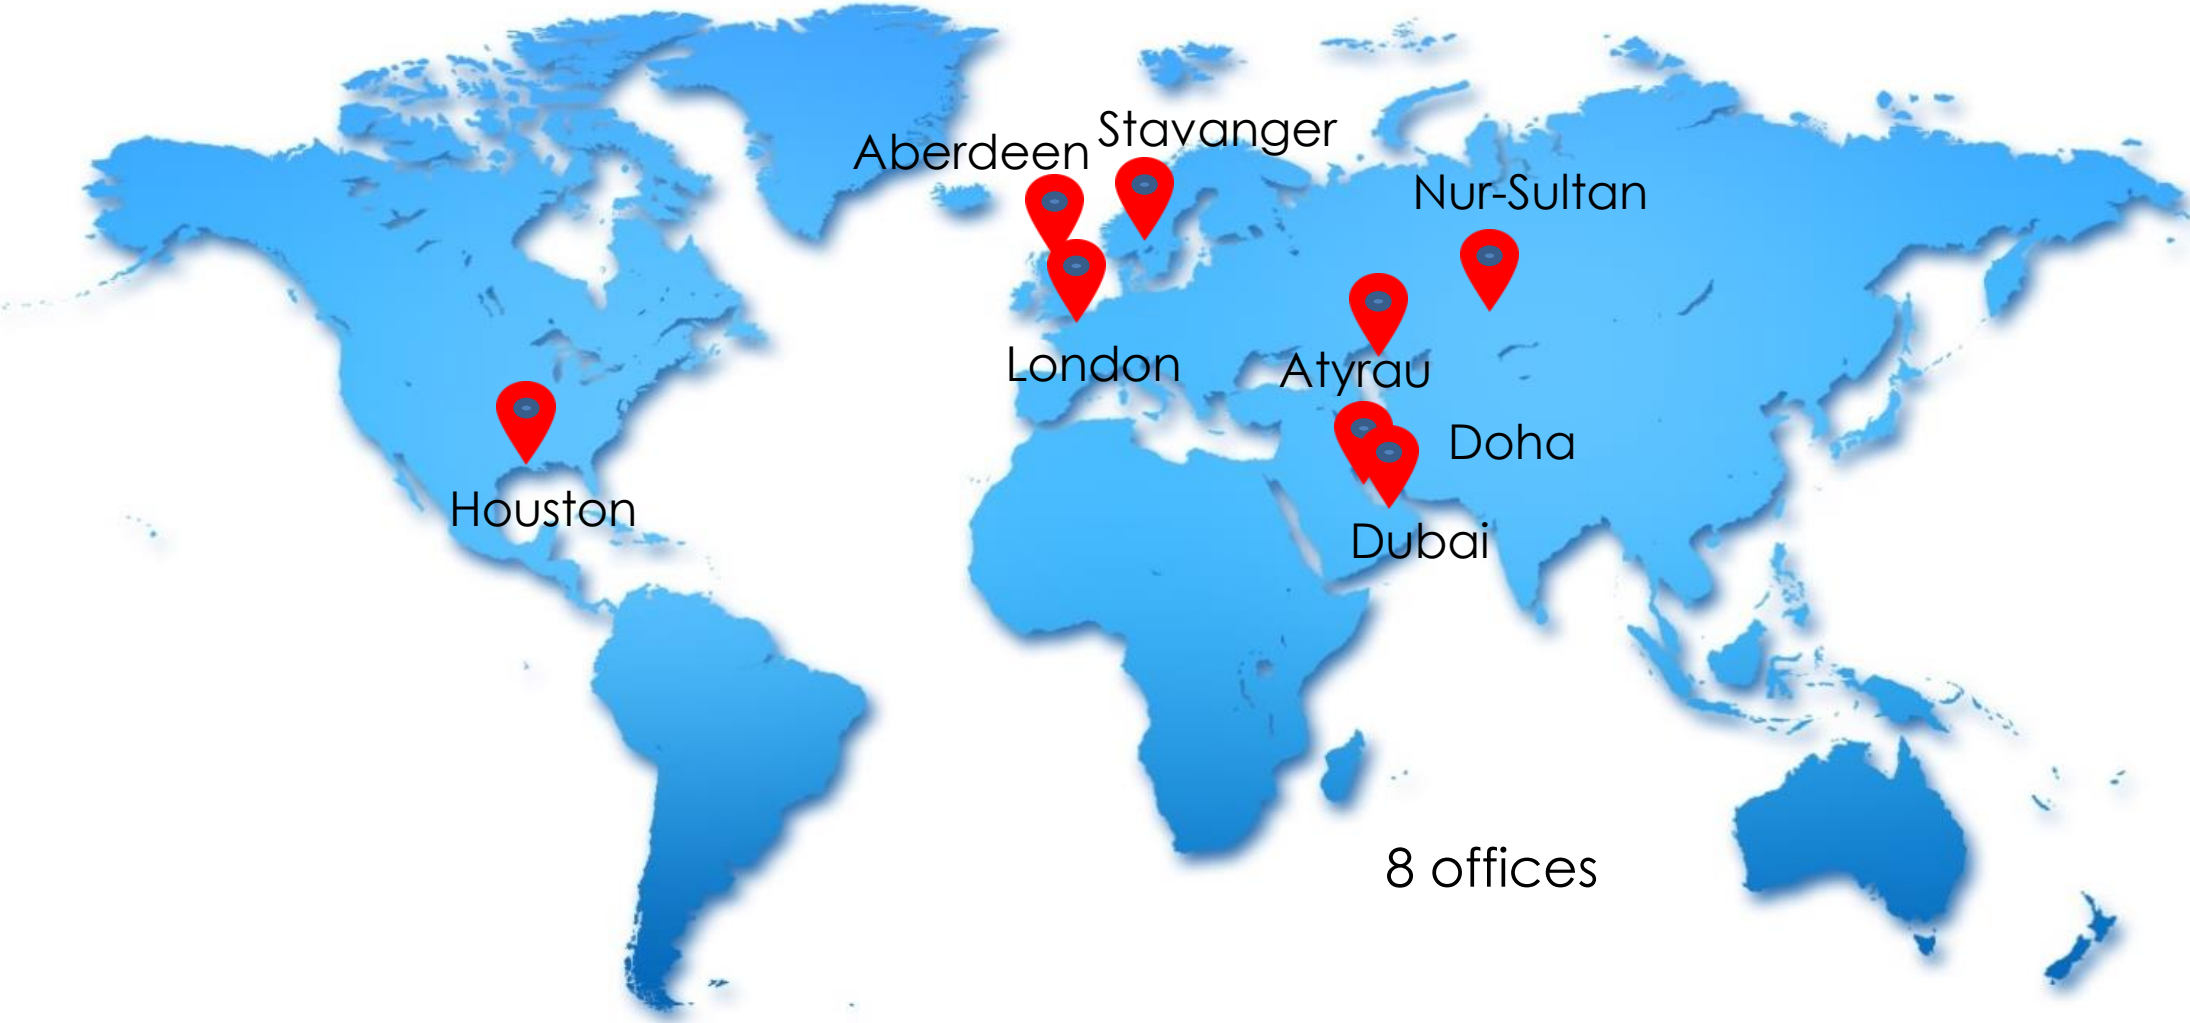 Stavanger
Aberdeen
Nur-Sultan
London
Atyrau
Doha
Houston
Dubai
8 offices